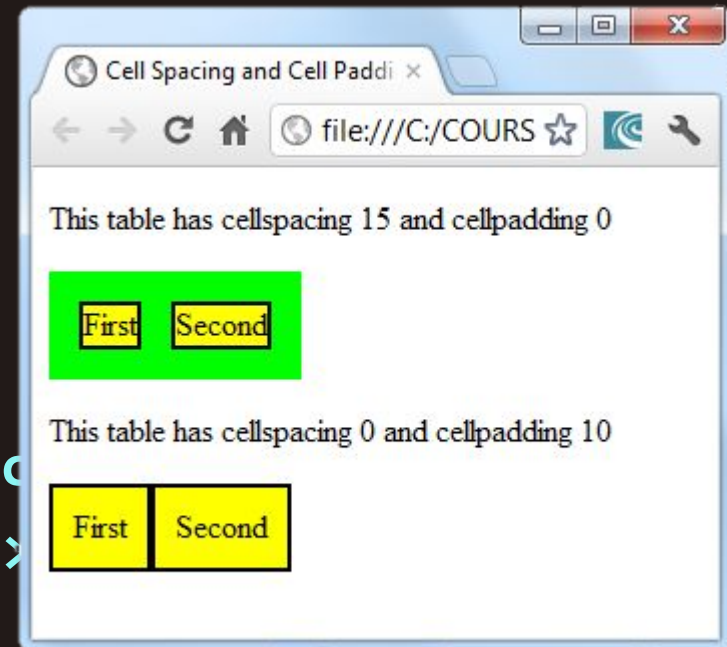 Cell Spacing and Cell Paddi
file:///C:/COURS
This table has cellspacing 15 and cellpadding 0
First Second
This table has cellspacing 0 and cellpadding 10
First Second